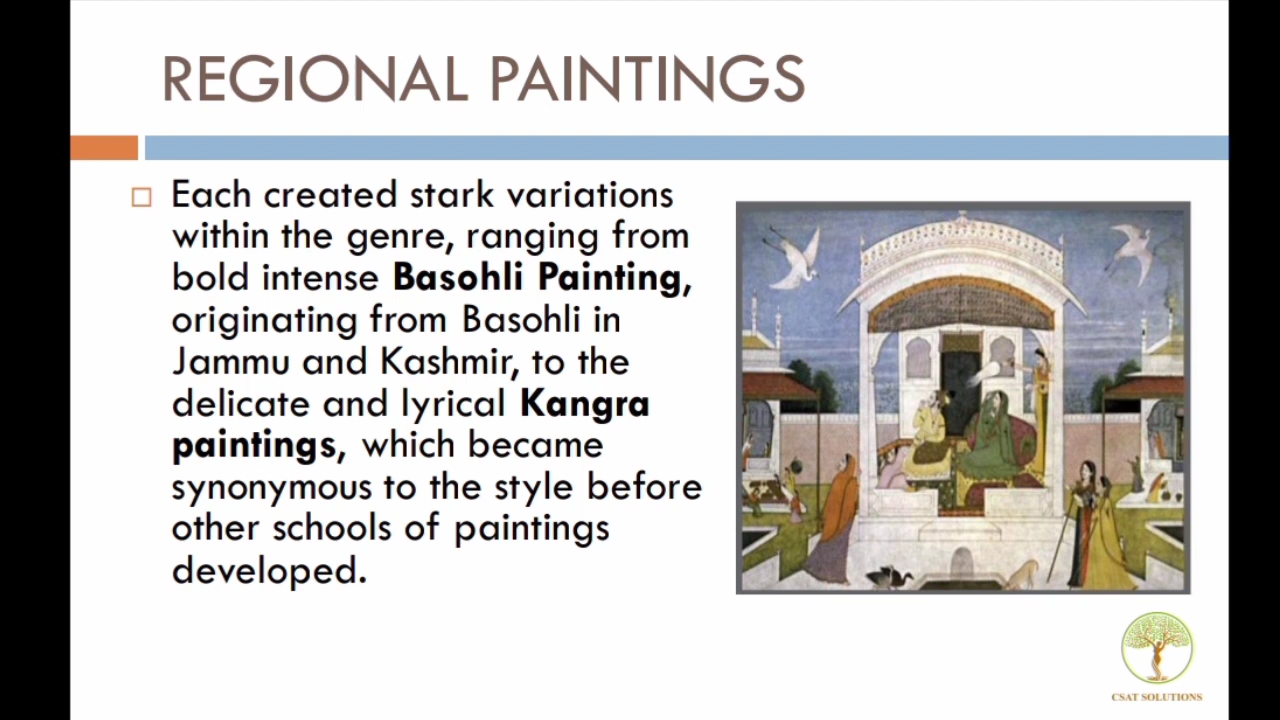 REGIONAL PAINTINGS
Each created stark variations
within the genre, ranging from
bold intense Basohli Painting,
originating from Basohli in
Jammu and Kashmir, to the
delicate and lyrical Kangra
paintings, which became
synonymous to the style before
other schools of paintings
developed.
CSAT SOLUTIONS